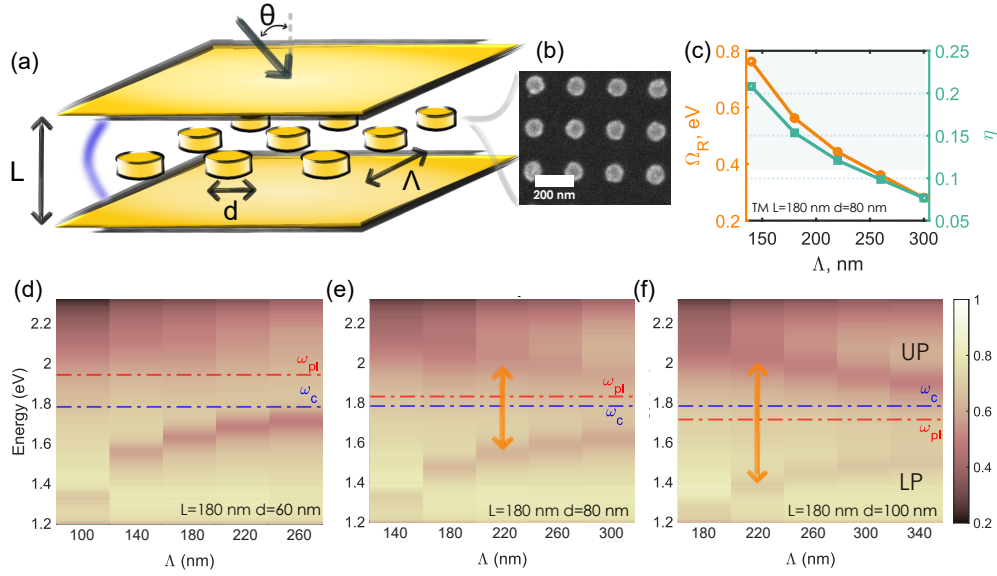 (a)
θ
L
d
Λ
(b)
200 nm
(c)
0.8
0.6
0.4
0.2
Ω_R, eV
0.25
0.2
0.15
0.1
0.05
η
TM L=180 nm d=80 nm
150 200 250 300
Λ, nm
(d)
2.2
2
1.8
1.6
1.4
1.2
Energy (eV)
ω_pl
ω_c
L=180 nm d=60 nm
100 140 180 220 260
Λ (nm)
(e)
2.2
2
1.8
1.6
1.4
1.2
ω_pl
ω_c
L=180 nm d=80 nm
140 180 220 260 300
Λ (nm)
(f)
2.2
2
1.8
1.6
1.4
1.2
UP
ω_c
ω_pl
LP
L=180 nm d=100 nm
180 220 260 300 340
Λ (nm)
1
0.8
0.6
0.4
0.2